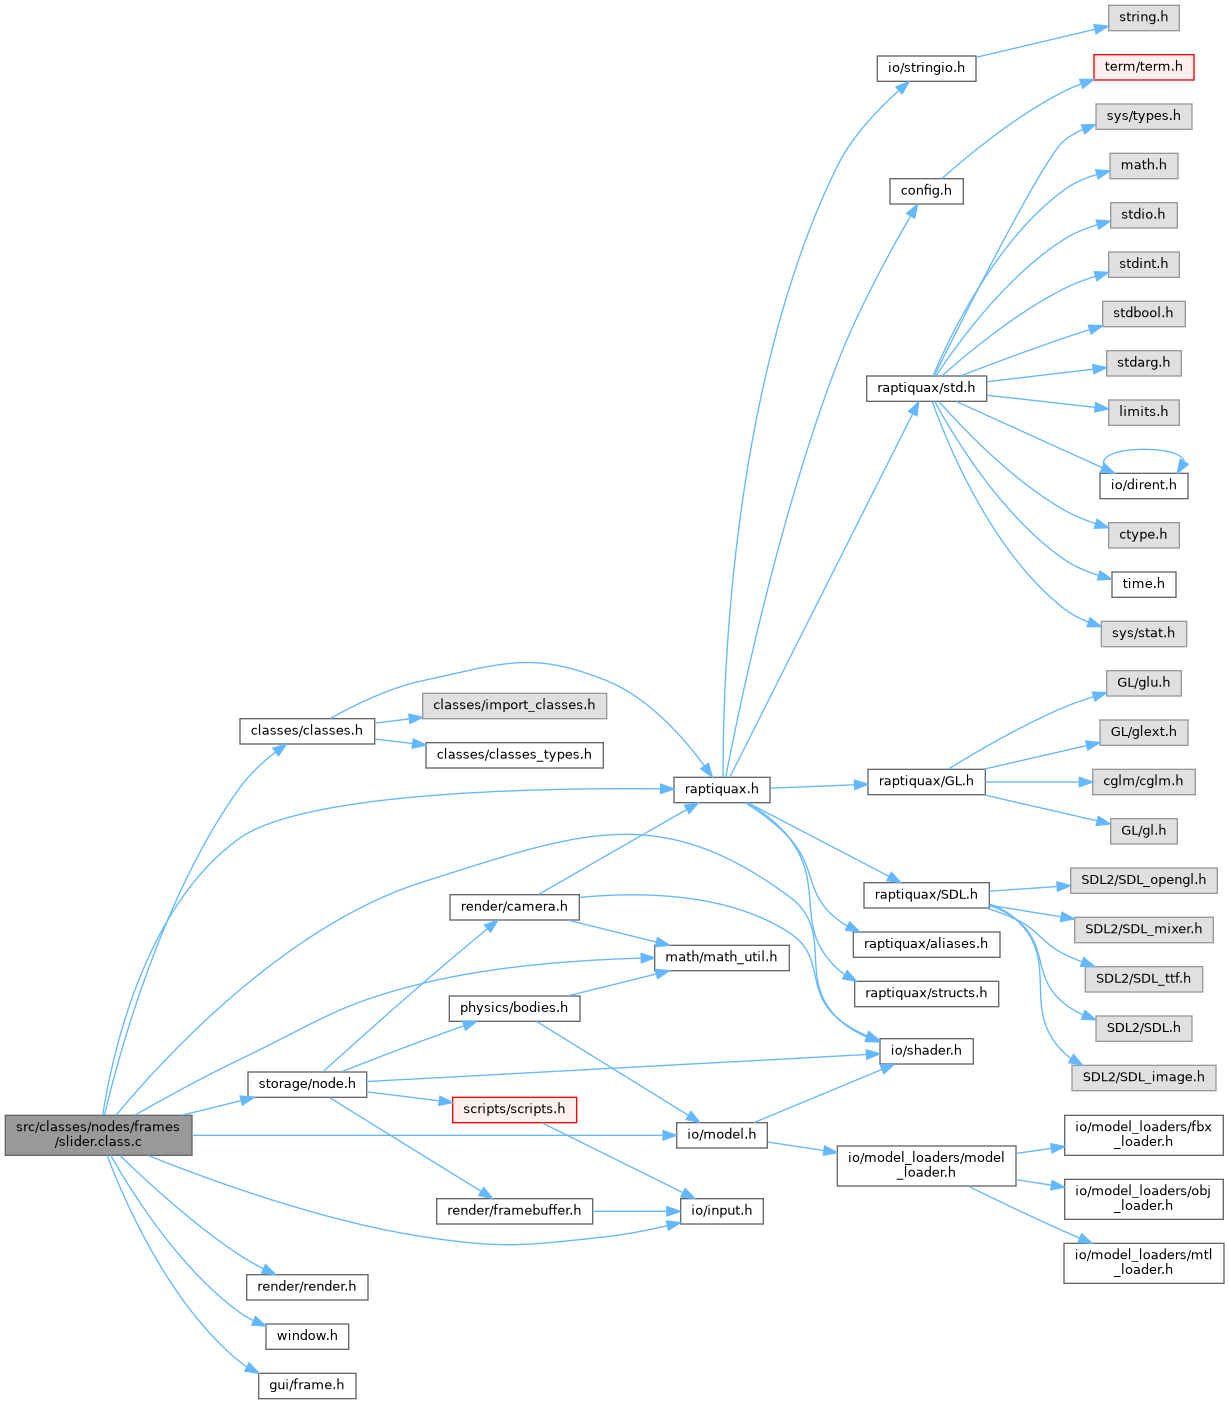 string.h
io/stringio.h
term/term.h
sys/types.h
math.h
config.h
stdio.h
stdint.h
stdbool.h
stdarg.h
raptiquax/std.h
limits.h
io/dirent.h
ctype.h
time.h
sys/stat.h
GL/glu.h
classes/import_classes.h
classes/classes.h
GL/glext.h
classes/classes_types.h
raptiquax.h
raptiquax/GL.h
cglm/cglm.h
GL/gl.h
SDL2/SDL_opengl.h
raptiquax/SDL.h
render/camera.h
SDL2/SDL_mixer.h
raptiquax/aliases.h
math/math_util.h
SDL2/SDL_ttf.h
raptiquax/structs.h
physics/bodies.h
SDL2/SDL.h
io/shader.h
SDL2/SDL_image.h
storage/node.h
scripts/scripts.h
src/classes/nodes/frames
/slider.class.c
io/model.h
io/model_loaders/fbx
_loader.h
io/model_loaders/model
_loader.h
io/model_loaders/obj
_loader.h
render/framebuffer.h
io/input.h
io/model_loaders/mtl
_loader.h
render/render.h
window.h
gui/frame.h